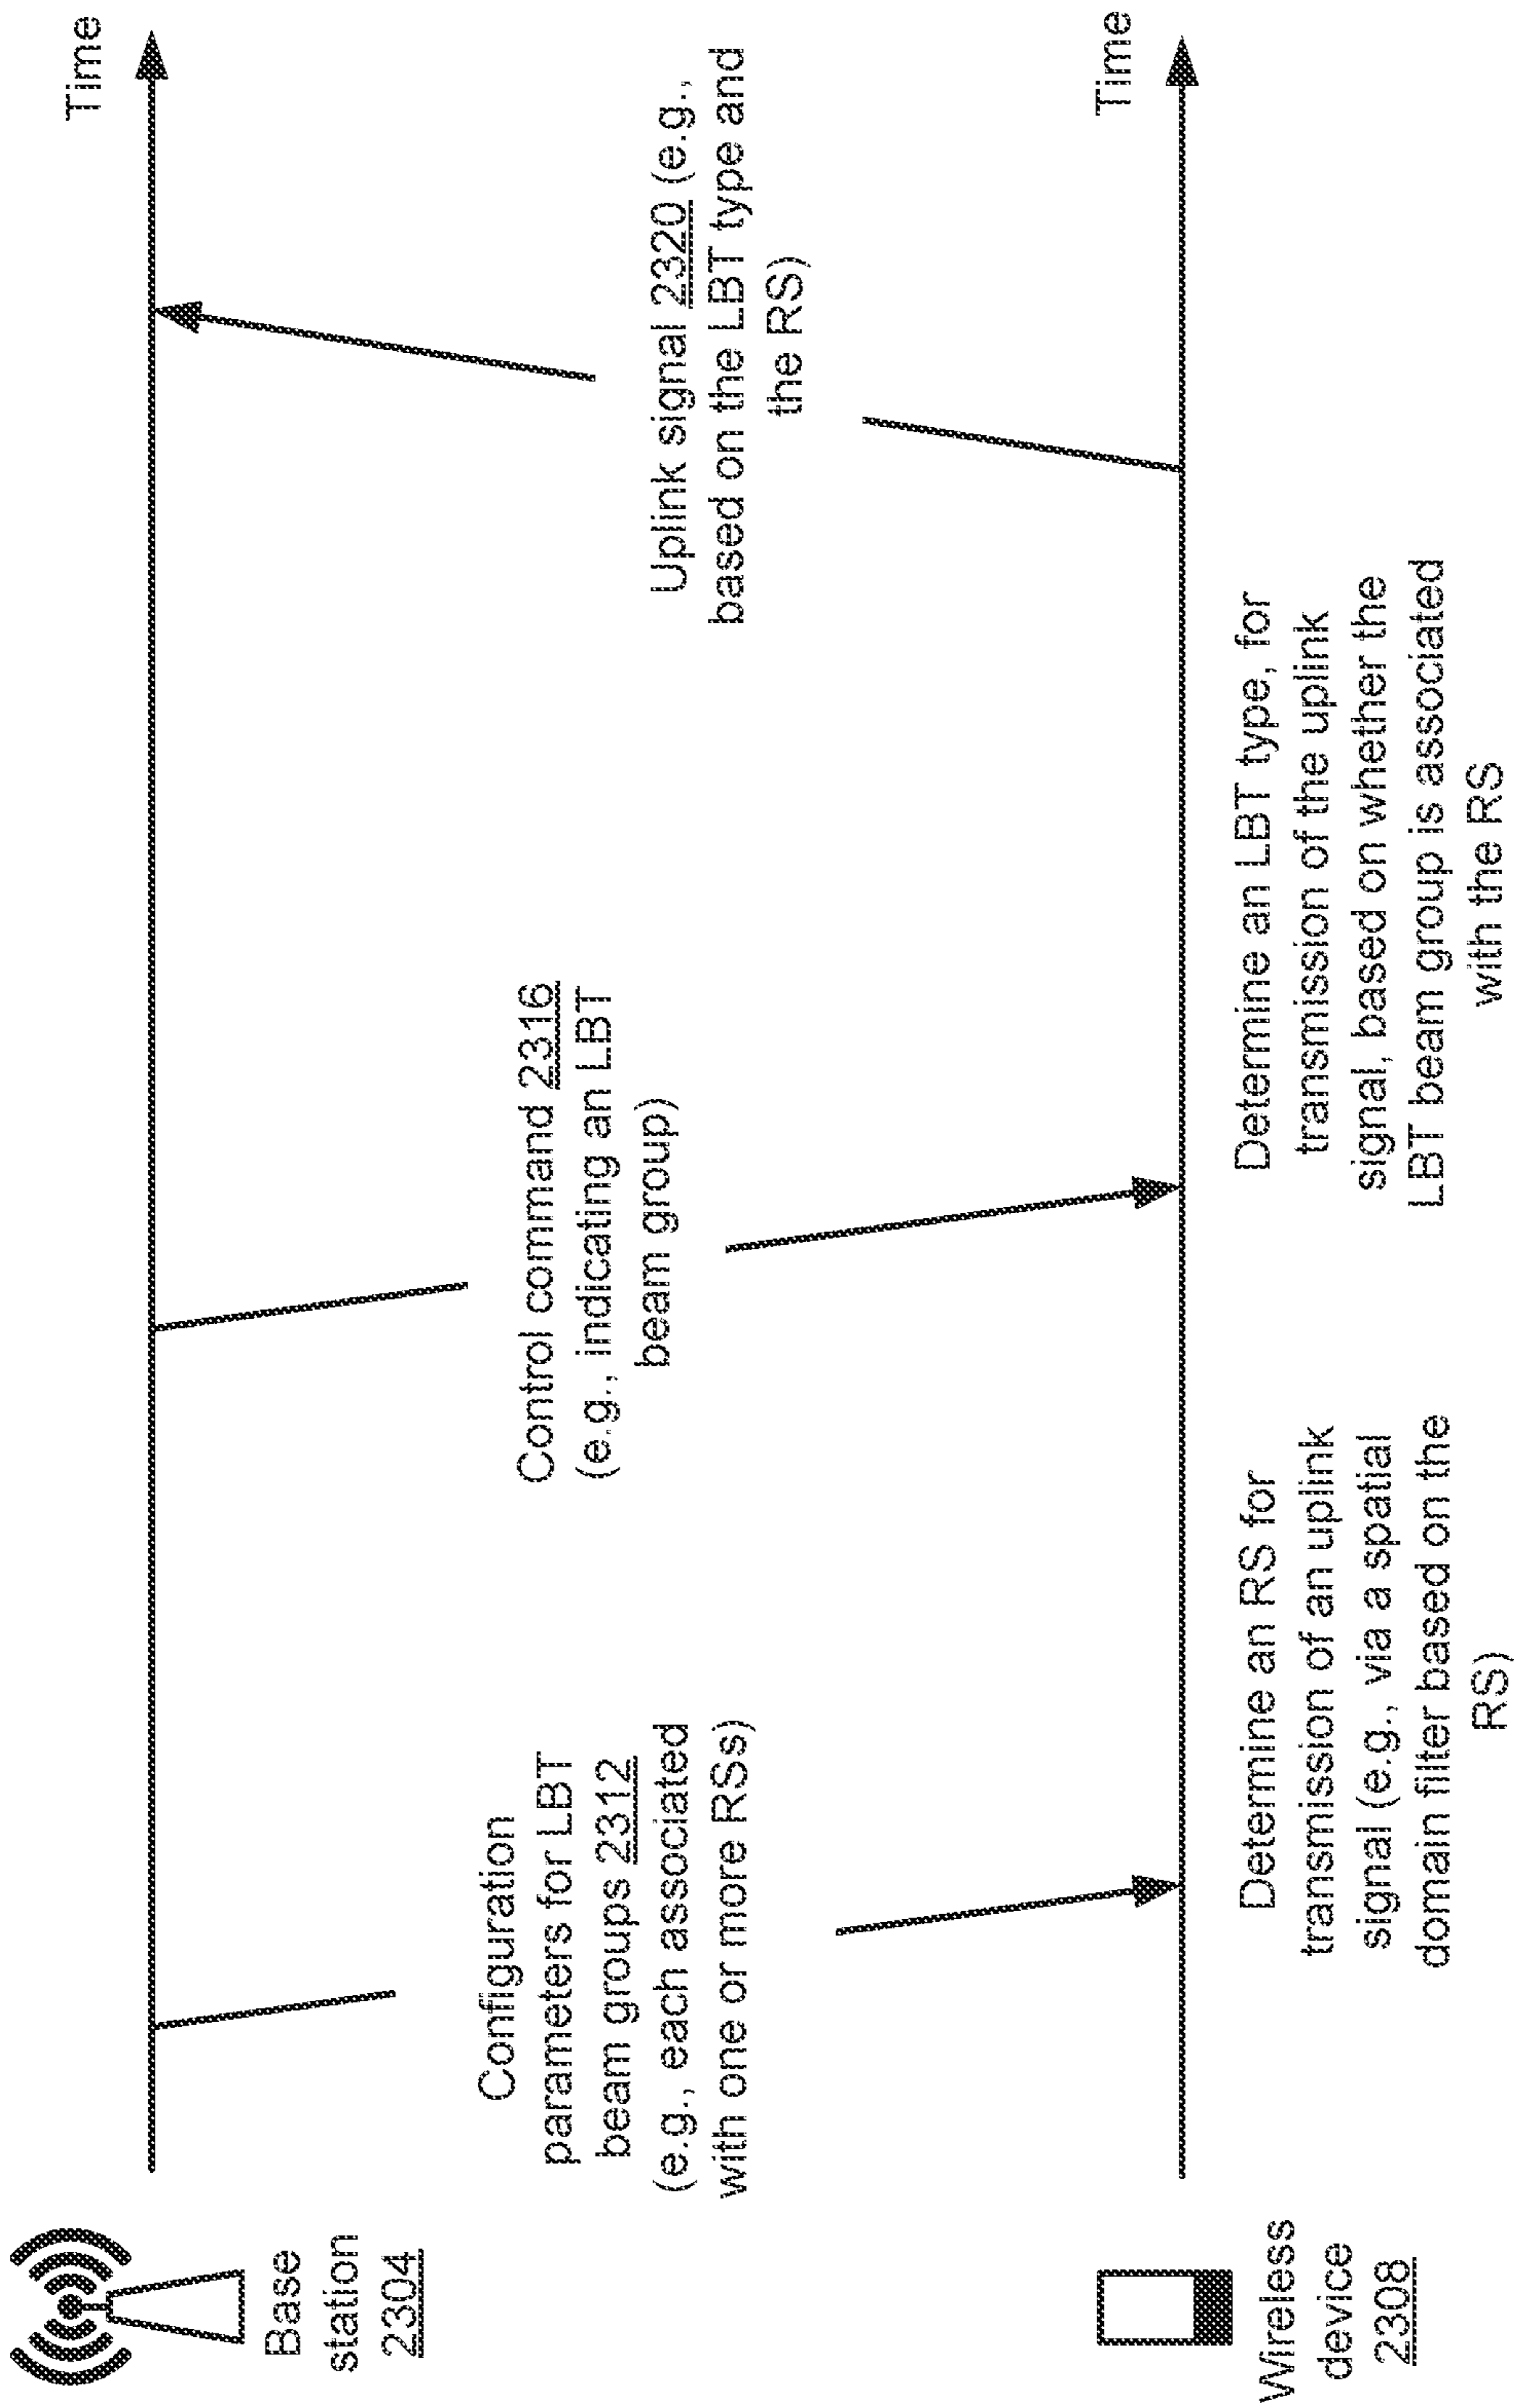 Base
station
2304
Time
Configuration
parameters for LBT
beam groups 2312
(e.g., each associated
with one or more RSs)
Control command 2316
(e.g., indicating an LBT
beam group)
Uplink signal 2320 (e.g.,
based on the LBT type and
the RS)
Wireless
device
2308
Time
Determine an RS for
transmission of an uplink
signal (e.g., via a spatial
domain filter based on the
RS)
Determine an LBT type, for
transmission of the uplink
signal, based on whether the
LBT beam group is associated
with the RS